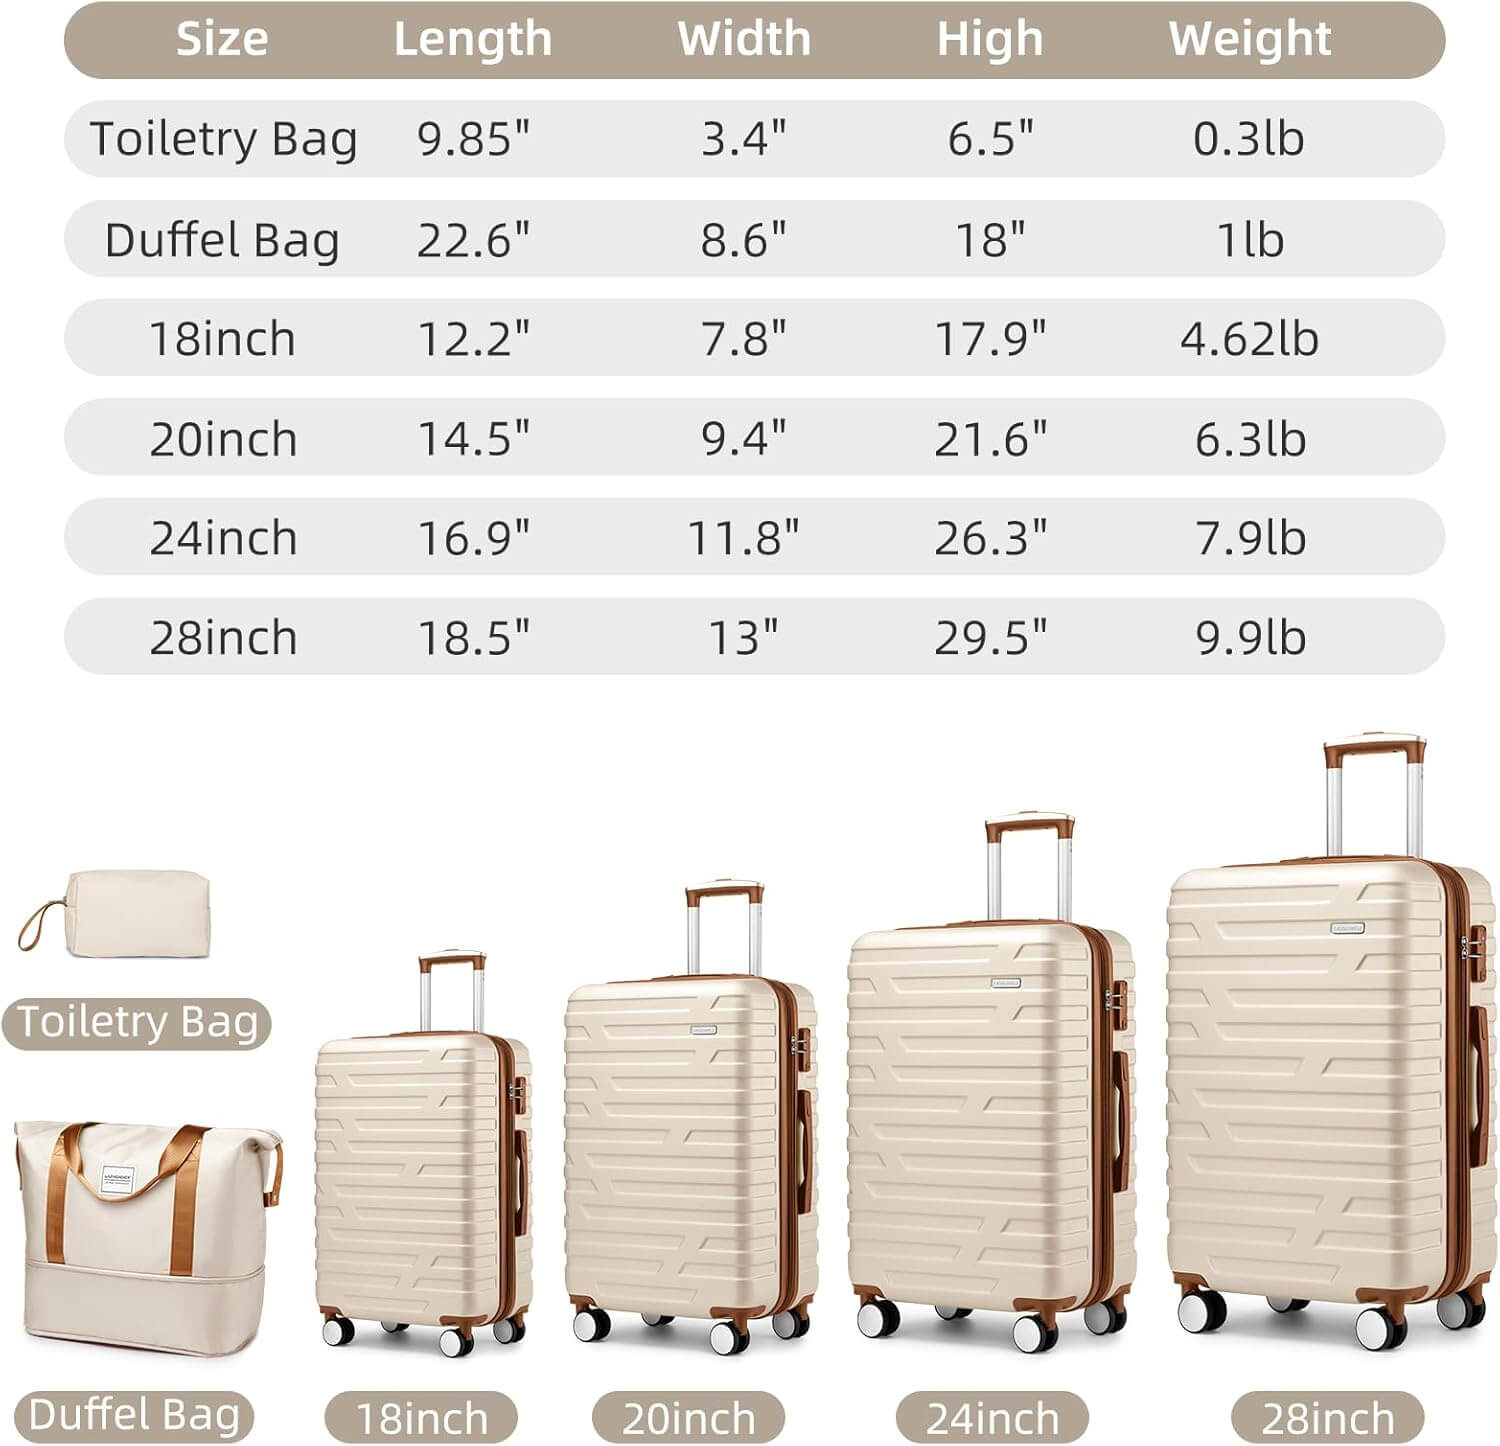 Size Length Width High Weight
Toiletry Bag 9.85" 3.4" 6.5" 0.3lb
Duffel Bag 22.6" 8.6" 18" 1lb
18inch 12.2" 7.8" 17.9" 4.62lb
20inch 14.5" 9.4" 21.6" 6.3lb
24inch 16.9" 11.8" 26.3" 7.9lb
28inch 18.5" 13" 29.5" 9.9lb
Toiletry Bag
Duffel Bag 18inch 20inch 24inch 28inch